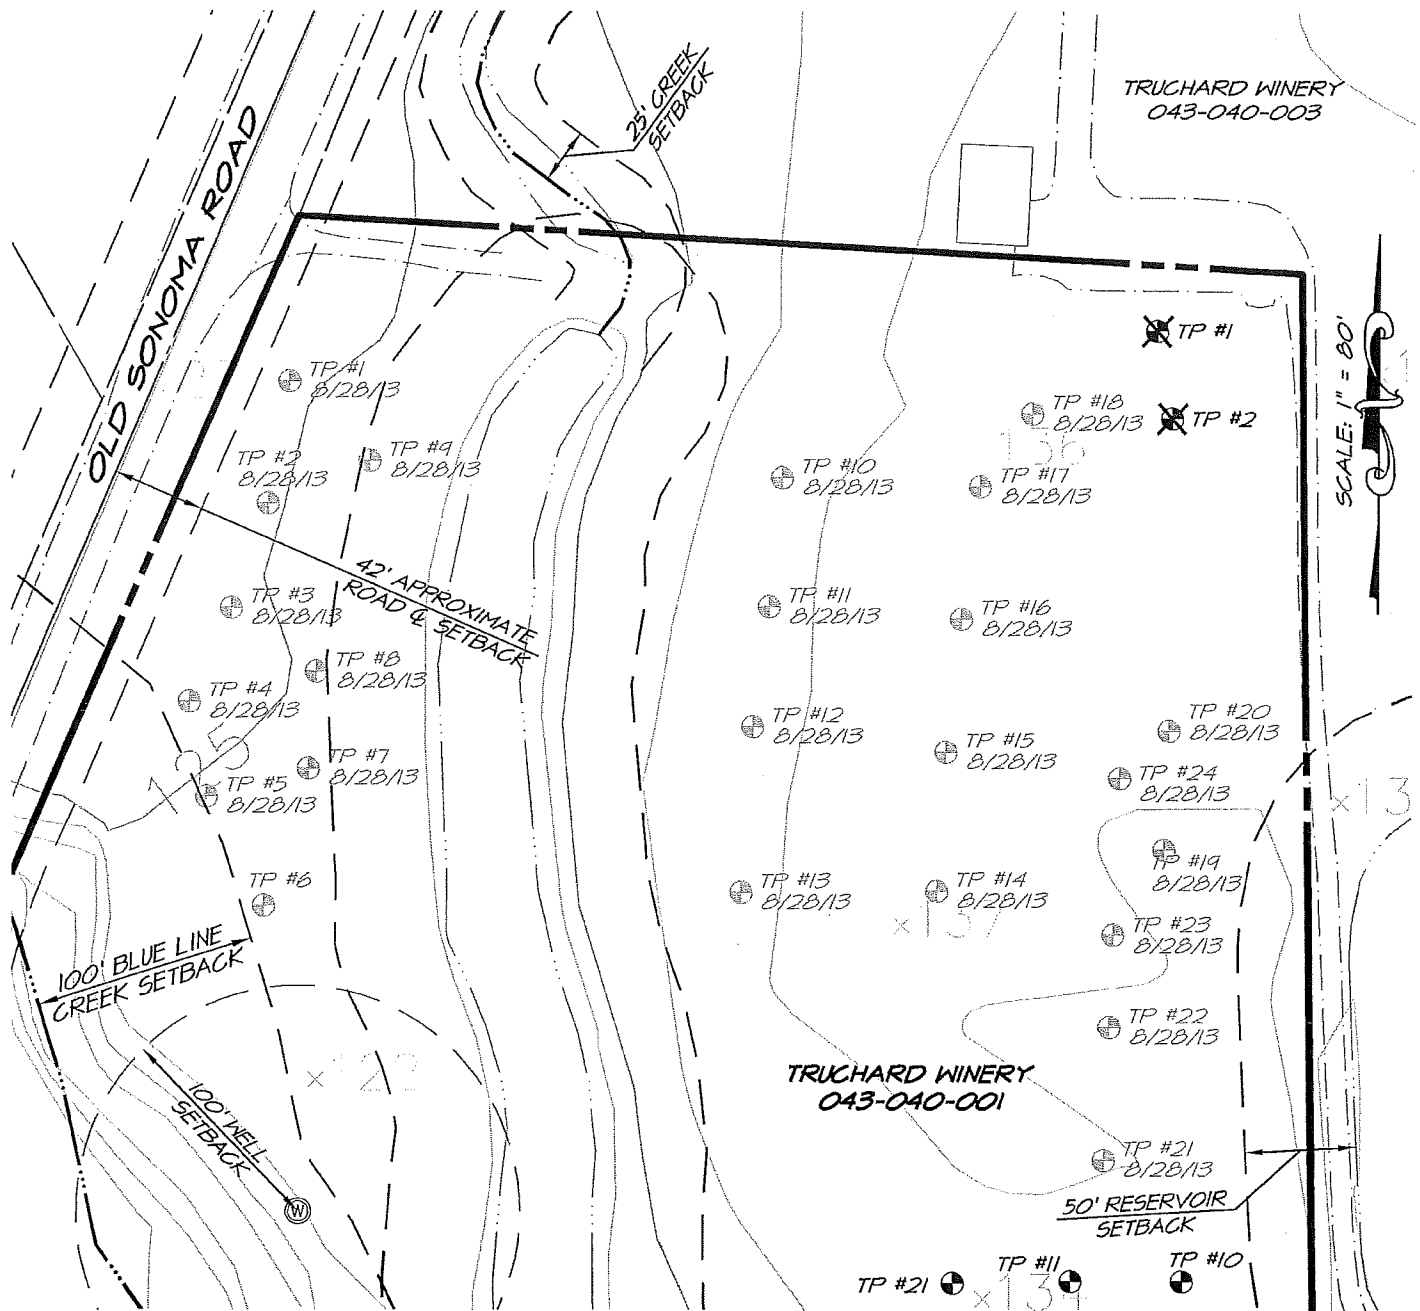 25' CREEK
SETBACK
TRUCHARD WINERY
043-040-003
OLD SONOMA ROAD
TP #1
TP #2
SCALE: 1" = 80'
TP #1
8/28/13
TP #18
8/28/13
TP #2
8/28/13
TP #9
8/28/13
136
TP #10
8/28/13
TP #17
8/28/13
42' APPROXIMATE
ROAD ℄ SETBACK
TP #3
8/28/13
TP #11
8/28/13
TP #16
8/28/13
TP #8
8/28/13
TP #4
8/28/13
TP #12
8/28/13
TP #15
8/28/13
TP #20
8/28/13
TP #7
8/28/13
TP #5
8/28/13
TP #24
8/28/13
×13
TP #19
8/28/13
TP #6
TP #13
8/28/13
TP #14
8/28/13
×137
TP #23
8/28/13
100' BLUE LINE
CREEK SETBACK
TP #22
8/28/13
×122
TRUCHARD WINERY
043-040-001
100' WELL
SETBACK
W
TP #21
8/28/13
50' RESERVOIR
SETBACK
TP #21
TP #11
TP #10